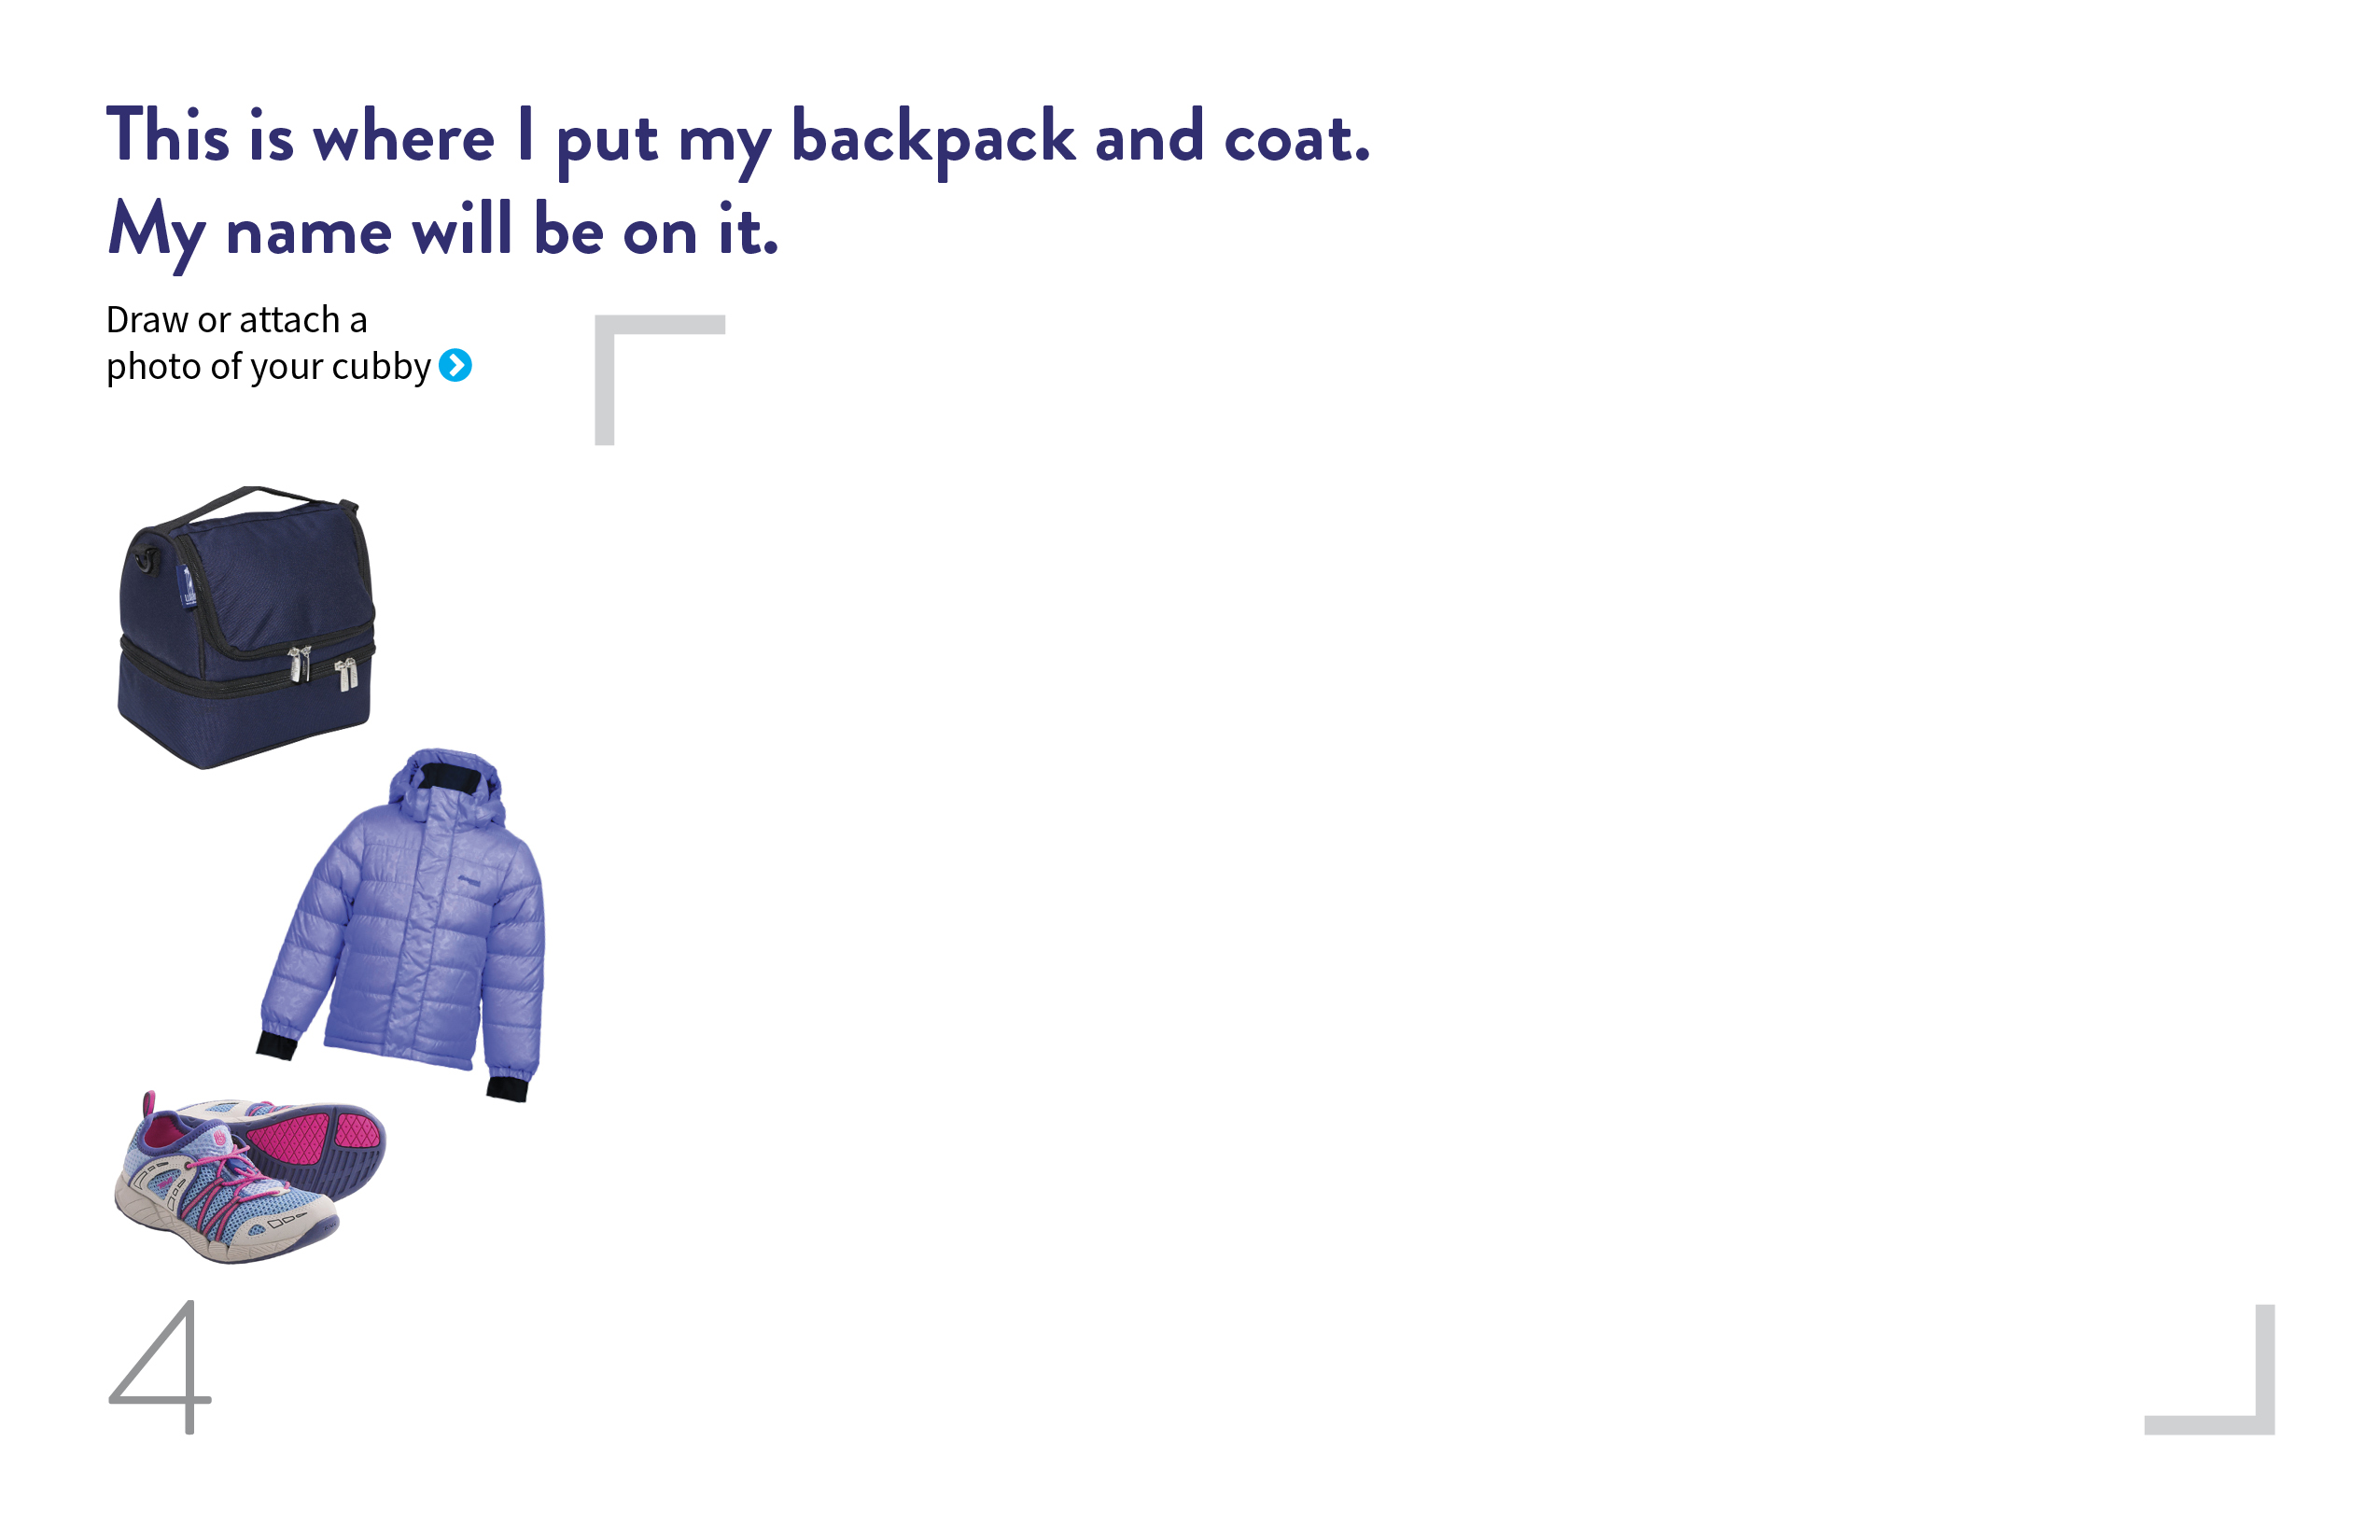 This is where I put my backpack and coat.
My name will be on it.
Draw or attach a
photo of your cubby
4